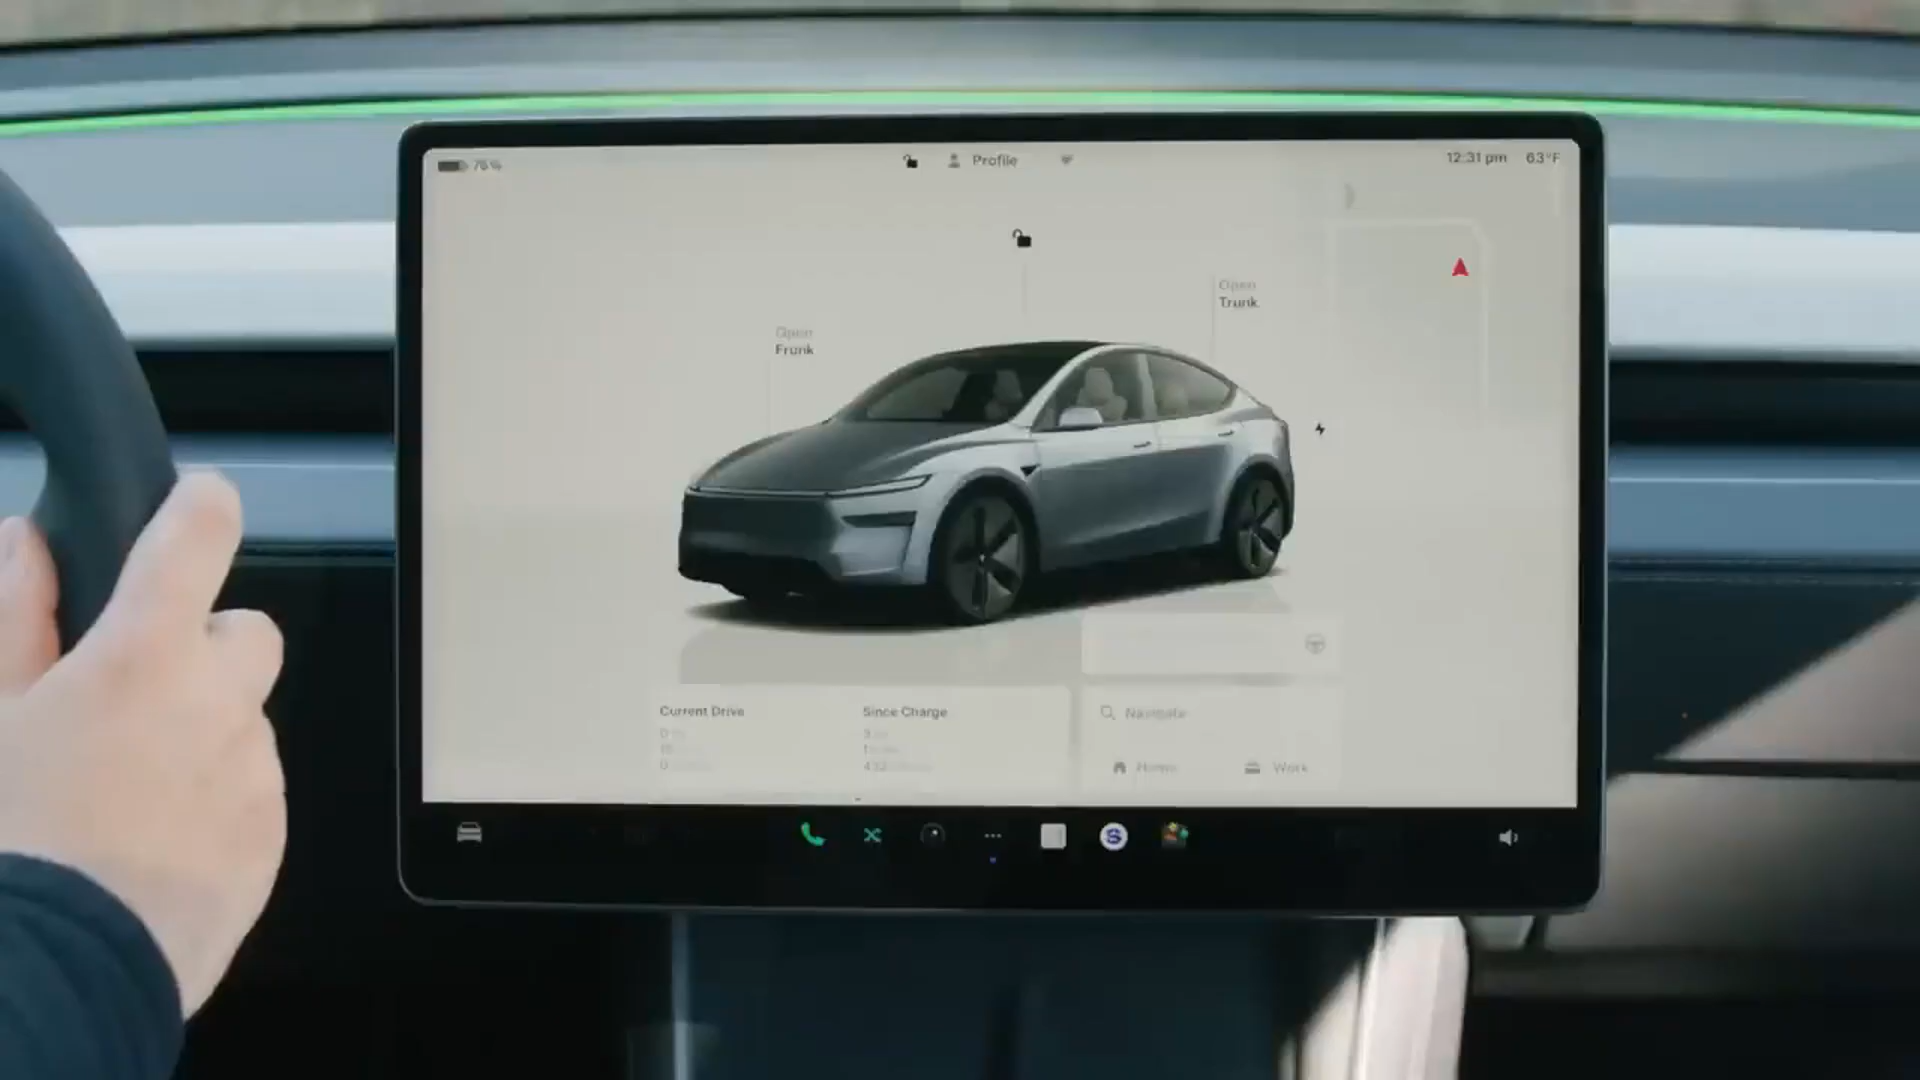 76%
Profile
12:31 pm 63°F
Open
Trunk
Open
Frunk
Current Drive
Since Charge
Navigate
Home
Work
S